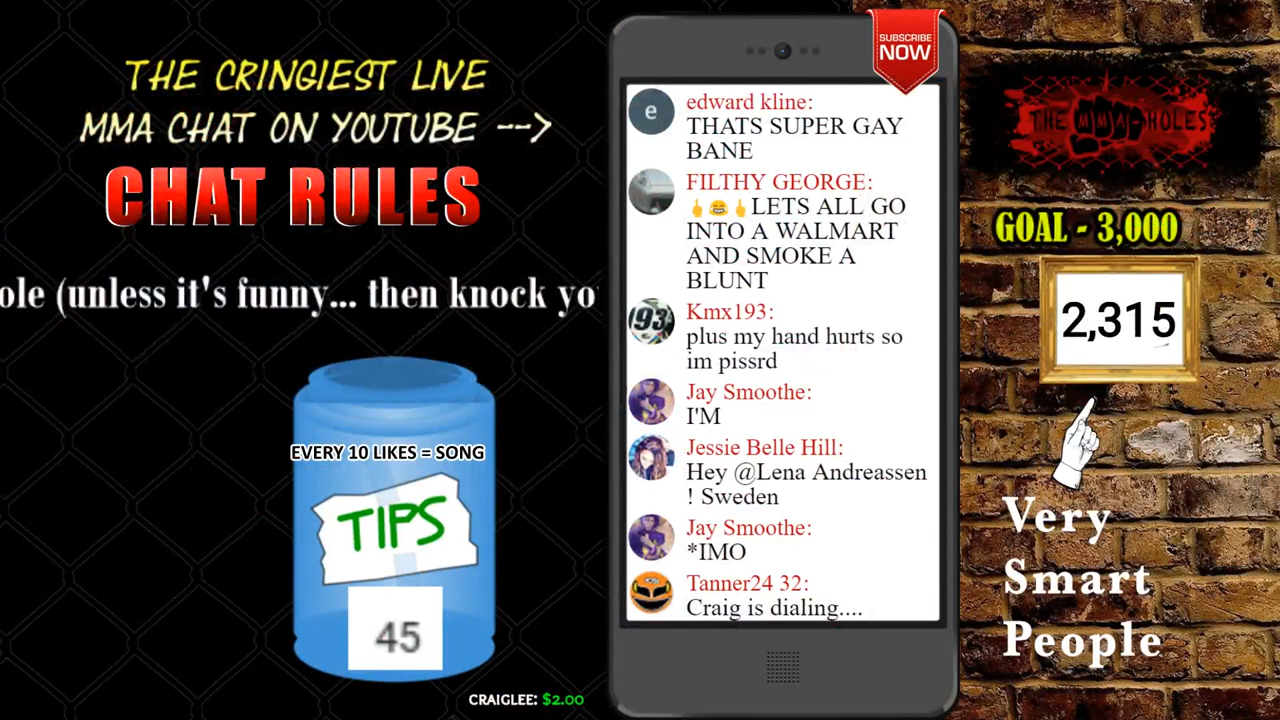 THE CRINGIEST LIVE
MMA CHAT ON YOUTUBE -->
CHAT RULES
ole (unless it's funny... then knock yo
EVERY 10 LIKES = SONG
TIPS
45
CRAIGLEE: $2.00
SUBSCRIBE
NOW
e
edward kline:
THATS SUPER GAY
BANE
FILTHY GEORGE:
🖕😂🖕LETS ALL GO
INTO A WALMART
AND SMOKE A
BLUNT
193
Kmx193:
plus my hand hurts so
im pissrd
Jay Smoothe:
I'M
Jessie Belle Hill:
Hey @Lena Andreassen
! Sweden
Jay Smoothe:
*IMO
Tanner24 32:
Craig is dialing....
THE MMA-HOLES
GOAL - 3,000
2,315
Very
Smart
People